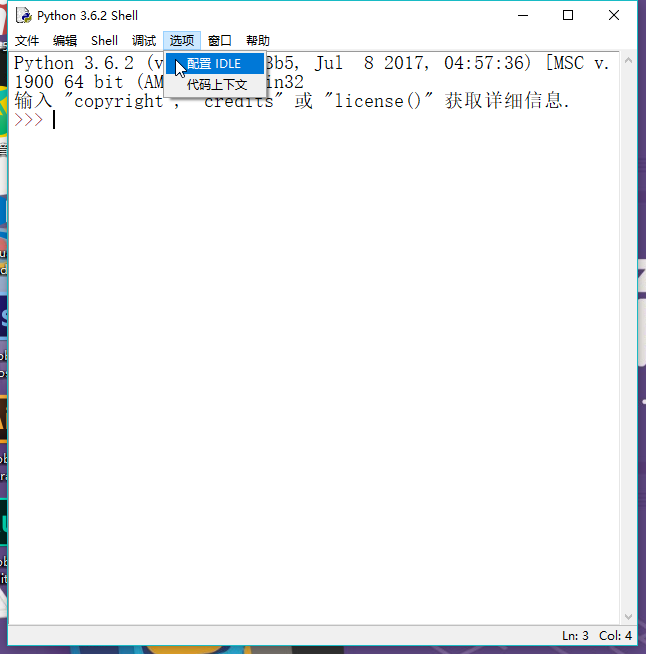 Python 3.6.2 Shell
文件 编辑 Shell 调试 选项 窗口 帮助
配置 IDLE
代码上下文
Python 3.6.2 (v 3b5, Jul 8 2017, 04:57:36) [MSC v.
1900 64 bit (AM in32
输入 "copyright", "credits" 或 "license()" 获取详细信息.
>>>
Ln: 3 Col: 4